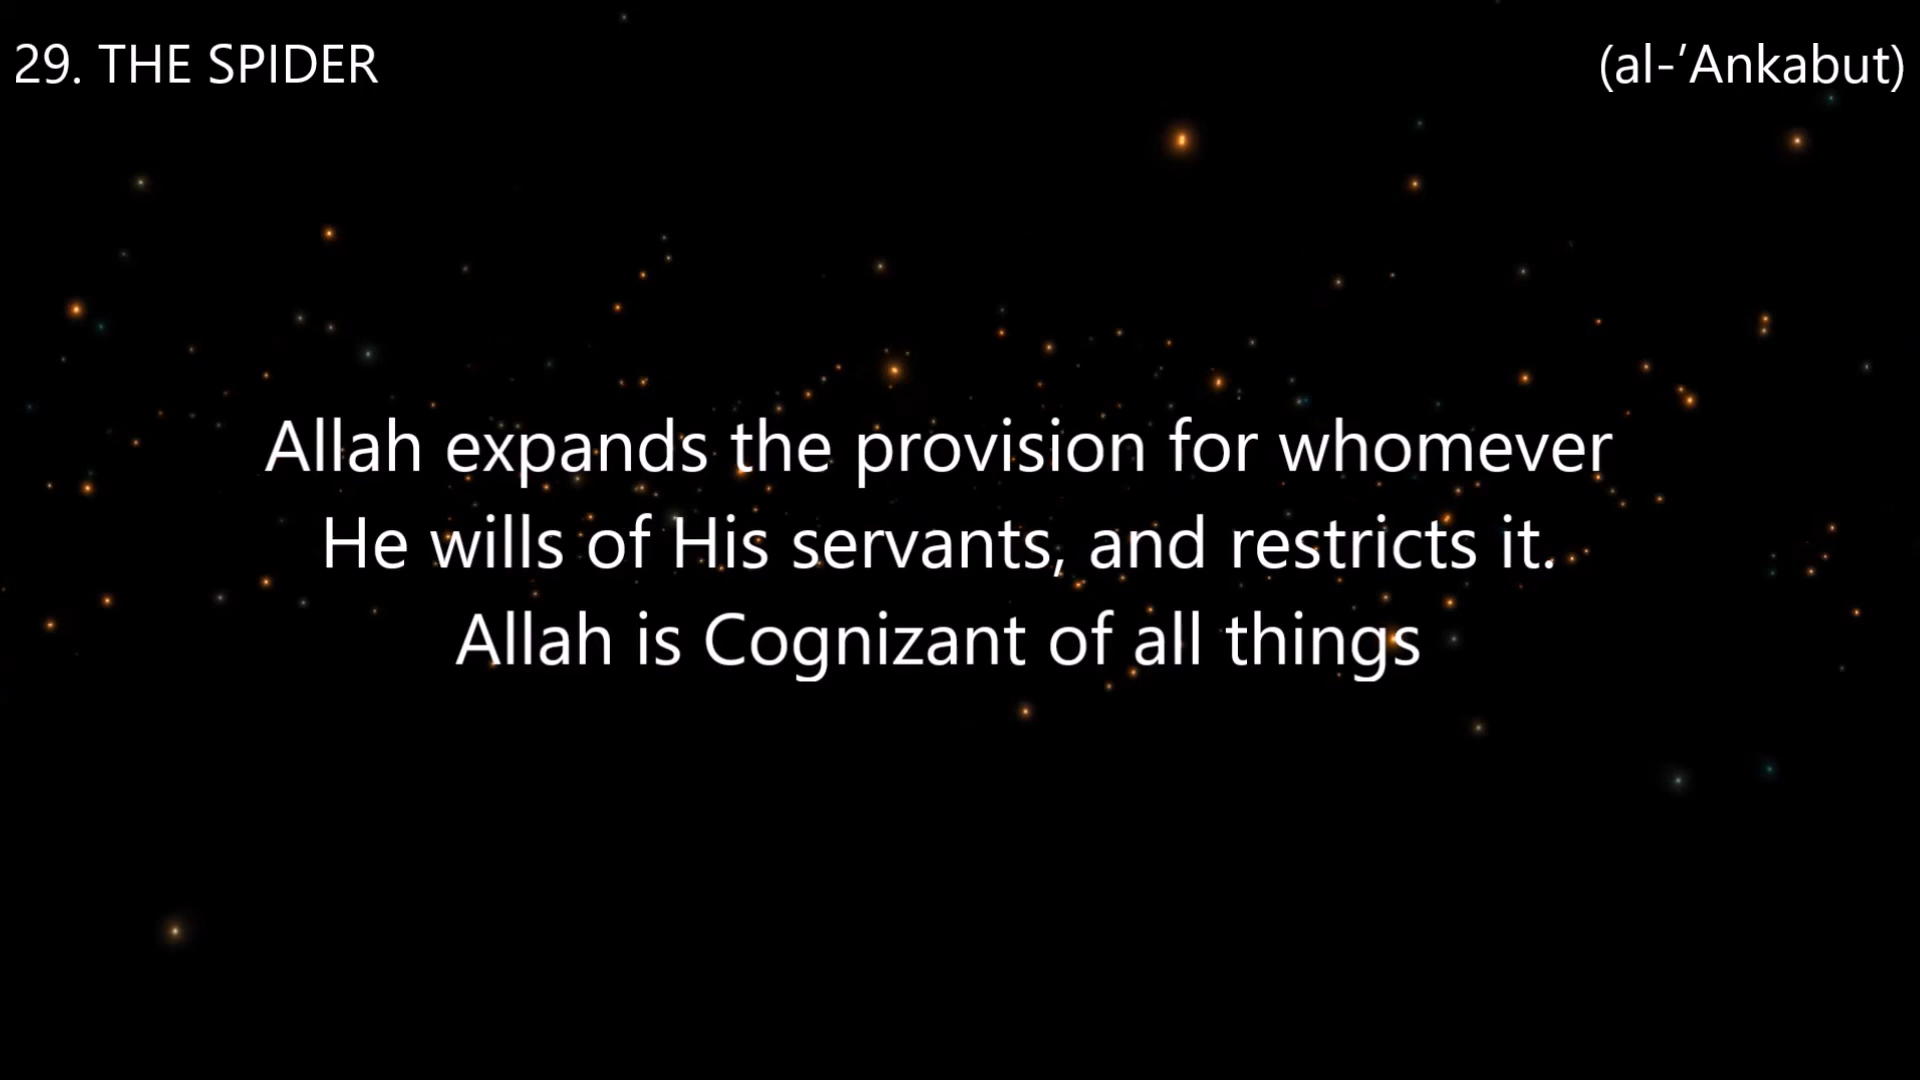 29. THE SPIDER
(al-’Ankabut)
Allah expands the provision for whomever
He wills of His servants, and restricts it.
Allah is Cognizant of all things